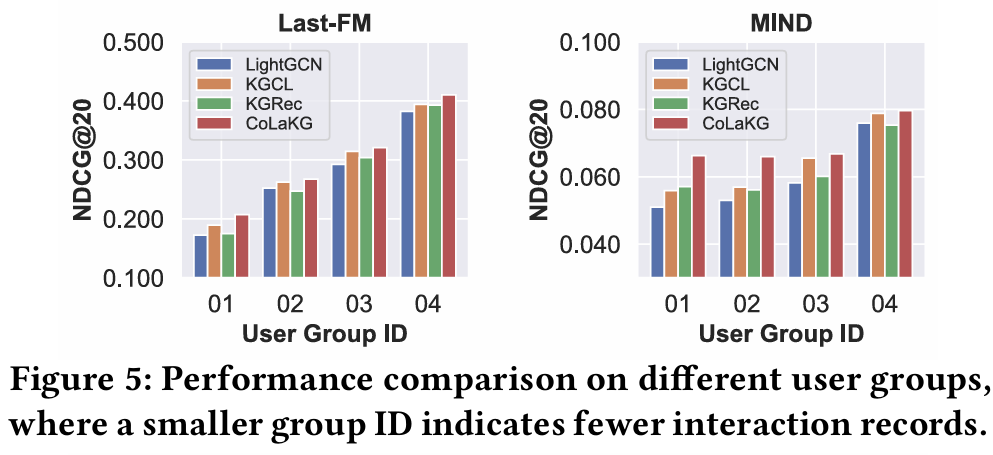 Last-FM
0.500
0.400
0.300
0.200
0.100
NDCG@20
LightGCN
KGCL
KGRec
CoLaKG
01 02 03 04
User Group ID
MIND
0.100
0.080
0.060
0.040
NDCG@20
LightGCN
KGCL
KGRec
CoLaKG
01 02 03 04
User Group ID
Figure 5: Performance comparison on different user groups,
where a smaller group ID indicates fewer interaction records.